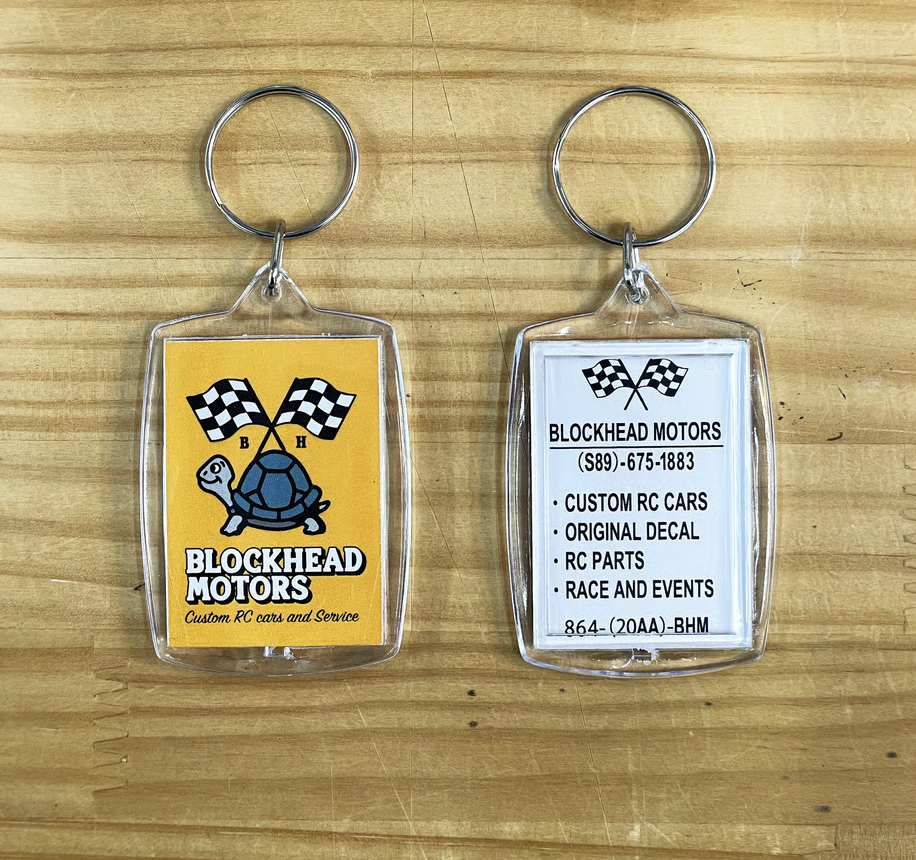 B H
BLOCKHEAD
MOTORS
Custom RC cars and Service
BLOCKHEAD MOTORS
(S89)-675-1883
• CUSTOM RC CARS
• ORIGINAL DECAL
• RC PARTS
• RACE AND EVENTS
864-(20AA)-BHM